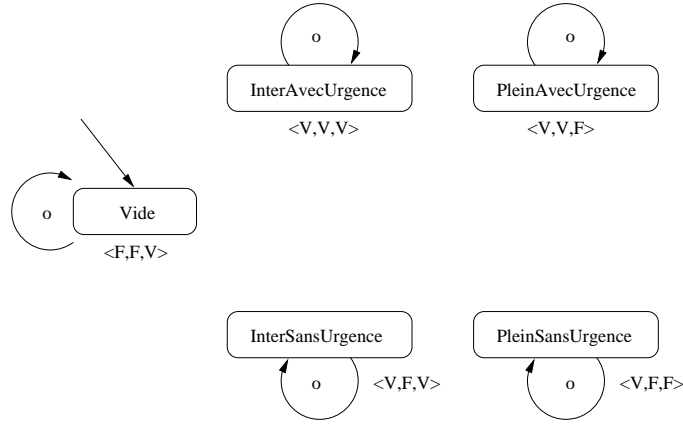 o
o
InterAvecUrgence
PleinAvecUrgence
<V,V,V>
<V,V,F>
o
Vide
<F,F,V>
InterSansUrgence
PleinSansUrgence
o
<V,F,V>
o
<V,F,F>